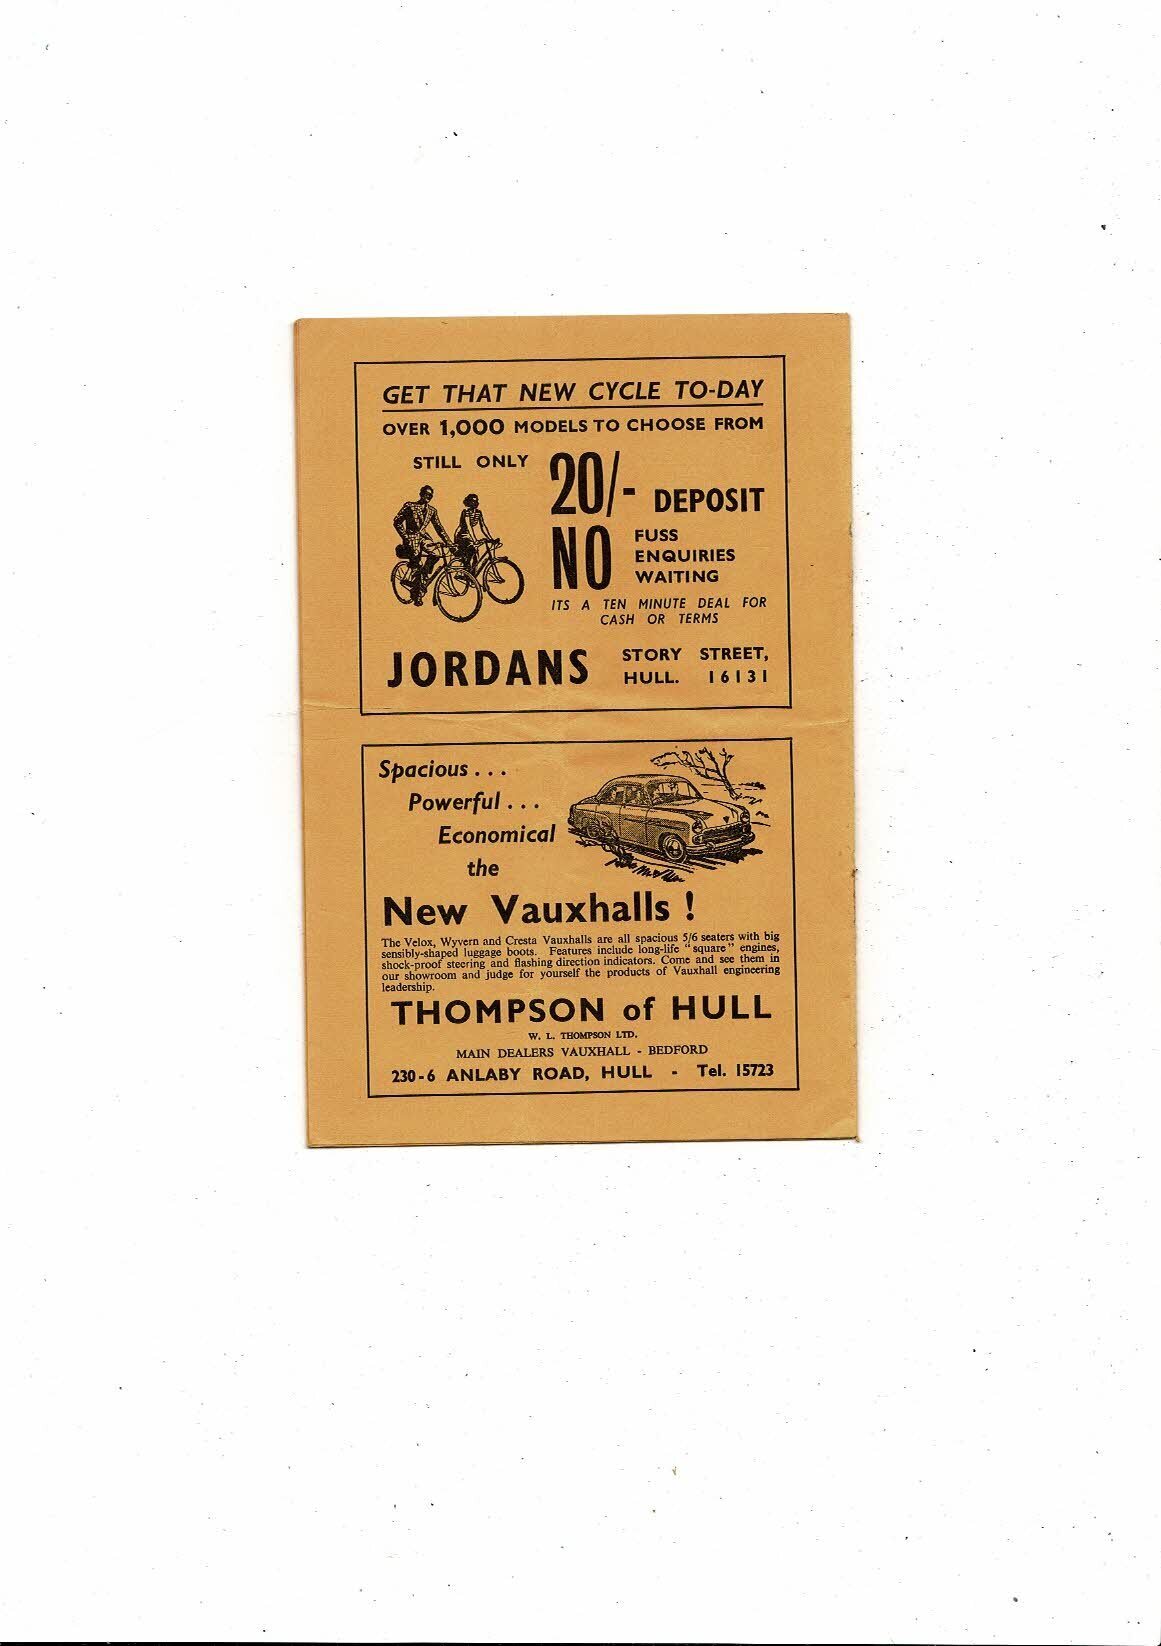 GET THAT NEW CYCLE TO-DAY
OVER 1,000 MODELS TO CHOOSE FROM
STILL ONLY 20/- DEPOSIT
NO FUSS
ENQUIRIES
WAITING
ITS A TEN MINUTE DEAL FOR
CASH OR TERMS
JORDANS STORY STREET,
HULL. 16131
Spacious . . .
Powerful . . .
Economical
the
New Vauxhalls !
The Velox, Wyvern and Cresta Vauxhalls are all spacious 5/6 seaters with big
sensibly-shaped luggage boots. Features include long-life "square" engines,
shock-proof steering and flashing direction indicators. Come and see them in
our showroom and judge for yourself the products of Vauxhall engineering
leadership.
THOMPSON of HULL
W. L. THOMPSON LTD.
MAIN DEALERS VAUXHALL - BEDFORD
230-6 ANLABY ROAD, HULL - Tel. 15723